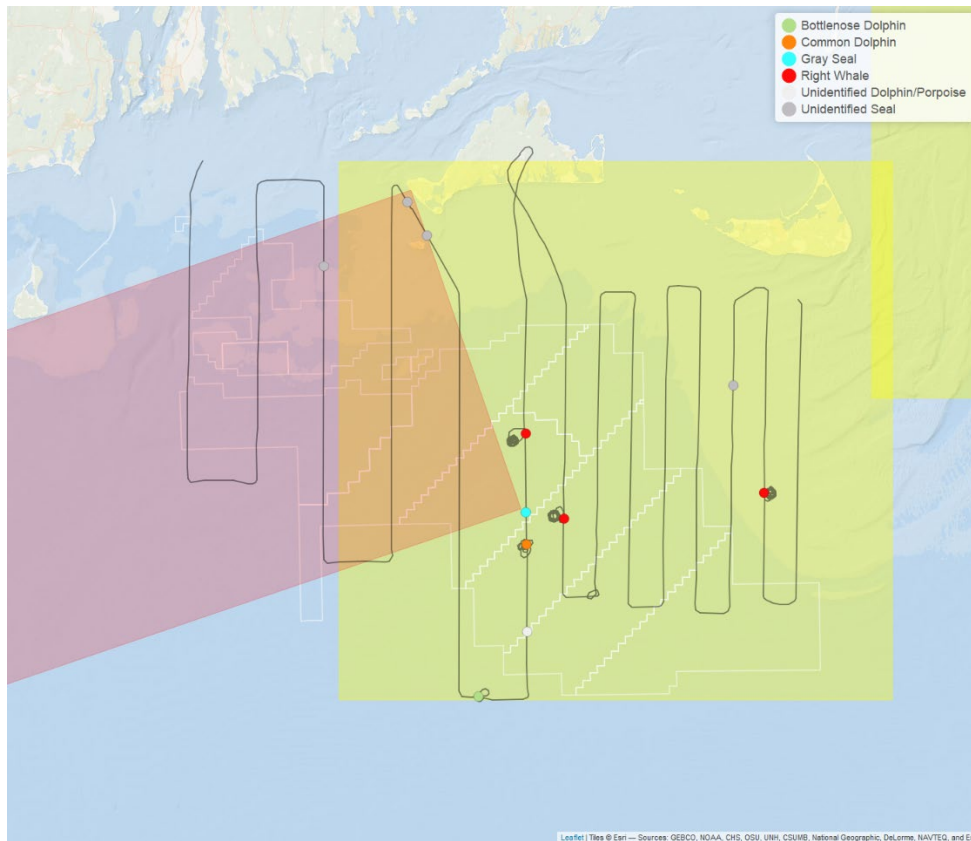 Bottlenose Dolphin
Common Dolphin
Gray Seal
Right Whale
Unidentified Dolphin/Porpoise
Unidentified Seal
Leaflet | Tiles © Esri — Sources: GEBCO, NOAA, CHS, OSU, UNH, CSUMB, National Geographic, DeLorme, NAVTEQ, and Es